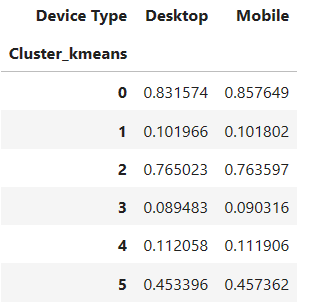 Device Type Desktop Mobile
Cluster_kmeans
0 0.831574 0.857649
1 0.101966 0.101802
2 0.765023 0.763597
3 0.089483 0.090316
4 0.112058 0.111906
5 0.453396 0.457362